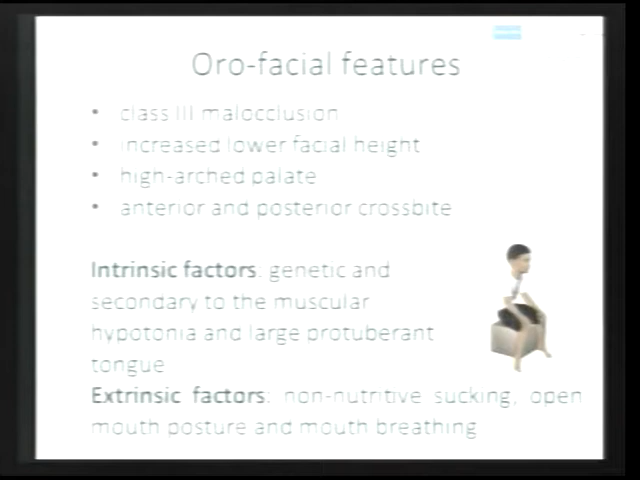 Oro-facial features
• class III malocclusion
• increased lower facial height
• high-arched palate
• anterior and posterior crossbite
Intrinsic factors: genetic and
secondary to the muscular
hypotonia and large protuberant
tongue
Extrinsic factors: non-nutritive sucking, open
mouth posture and mouth breathing